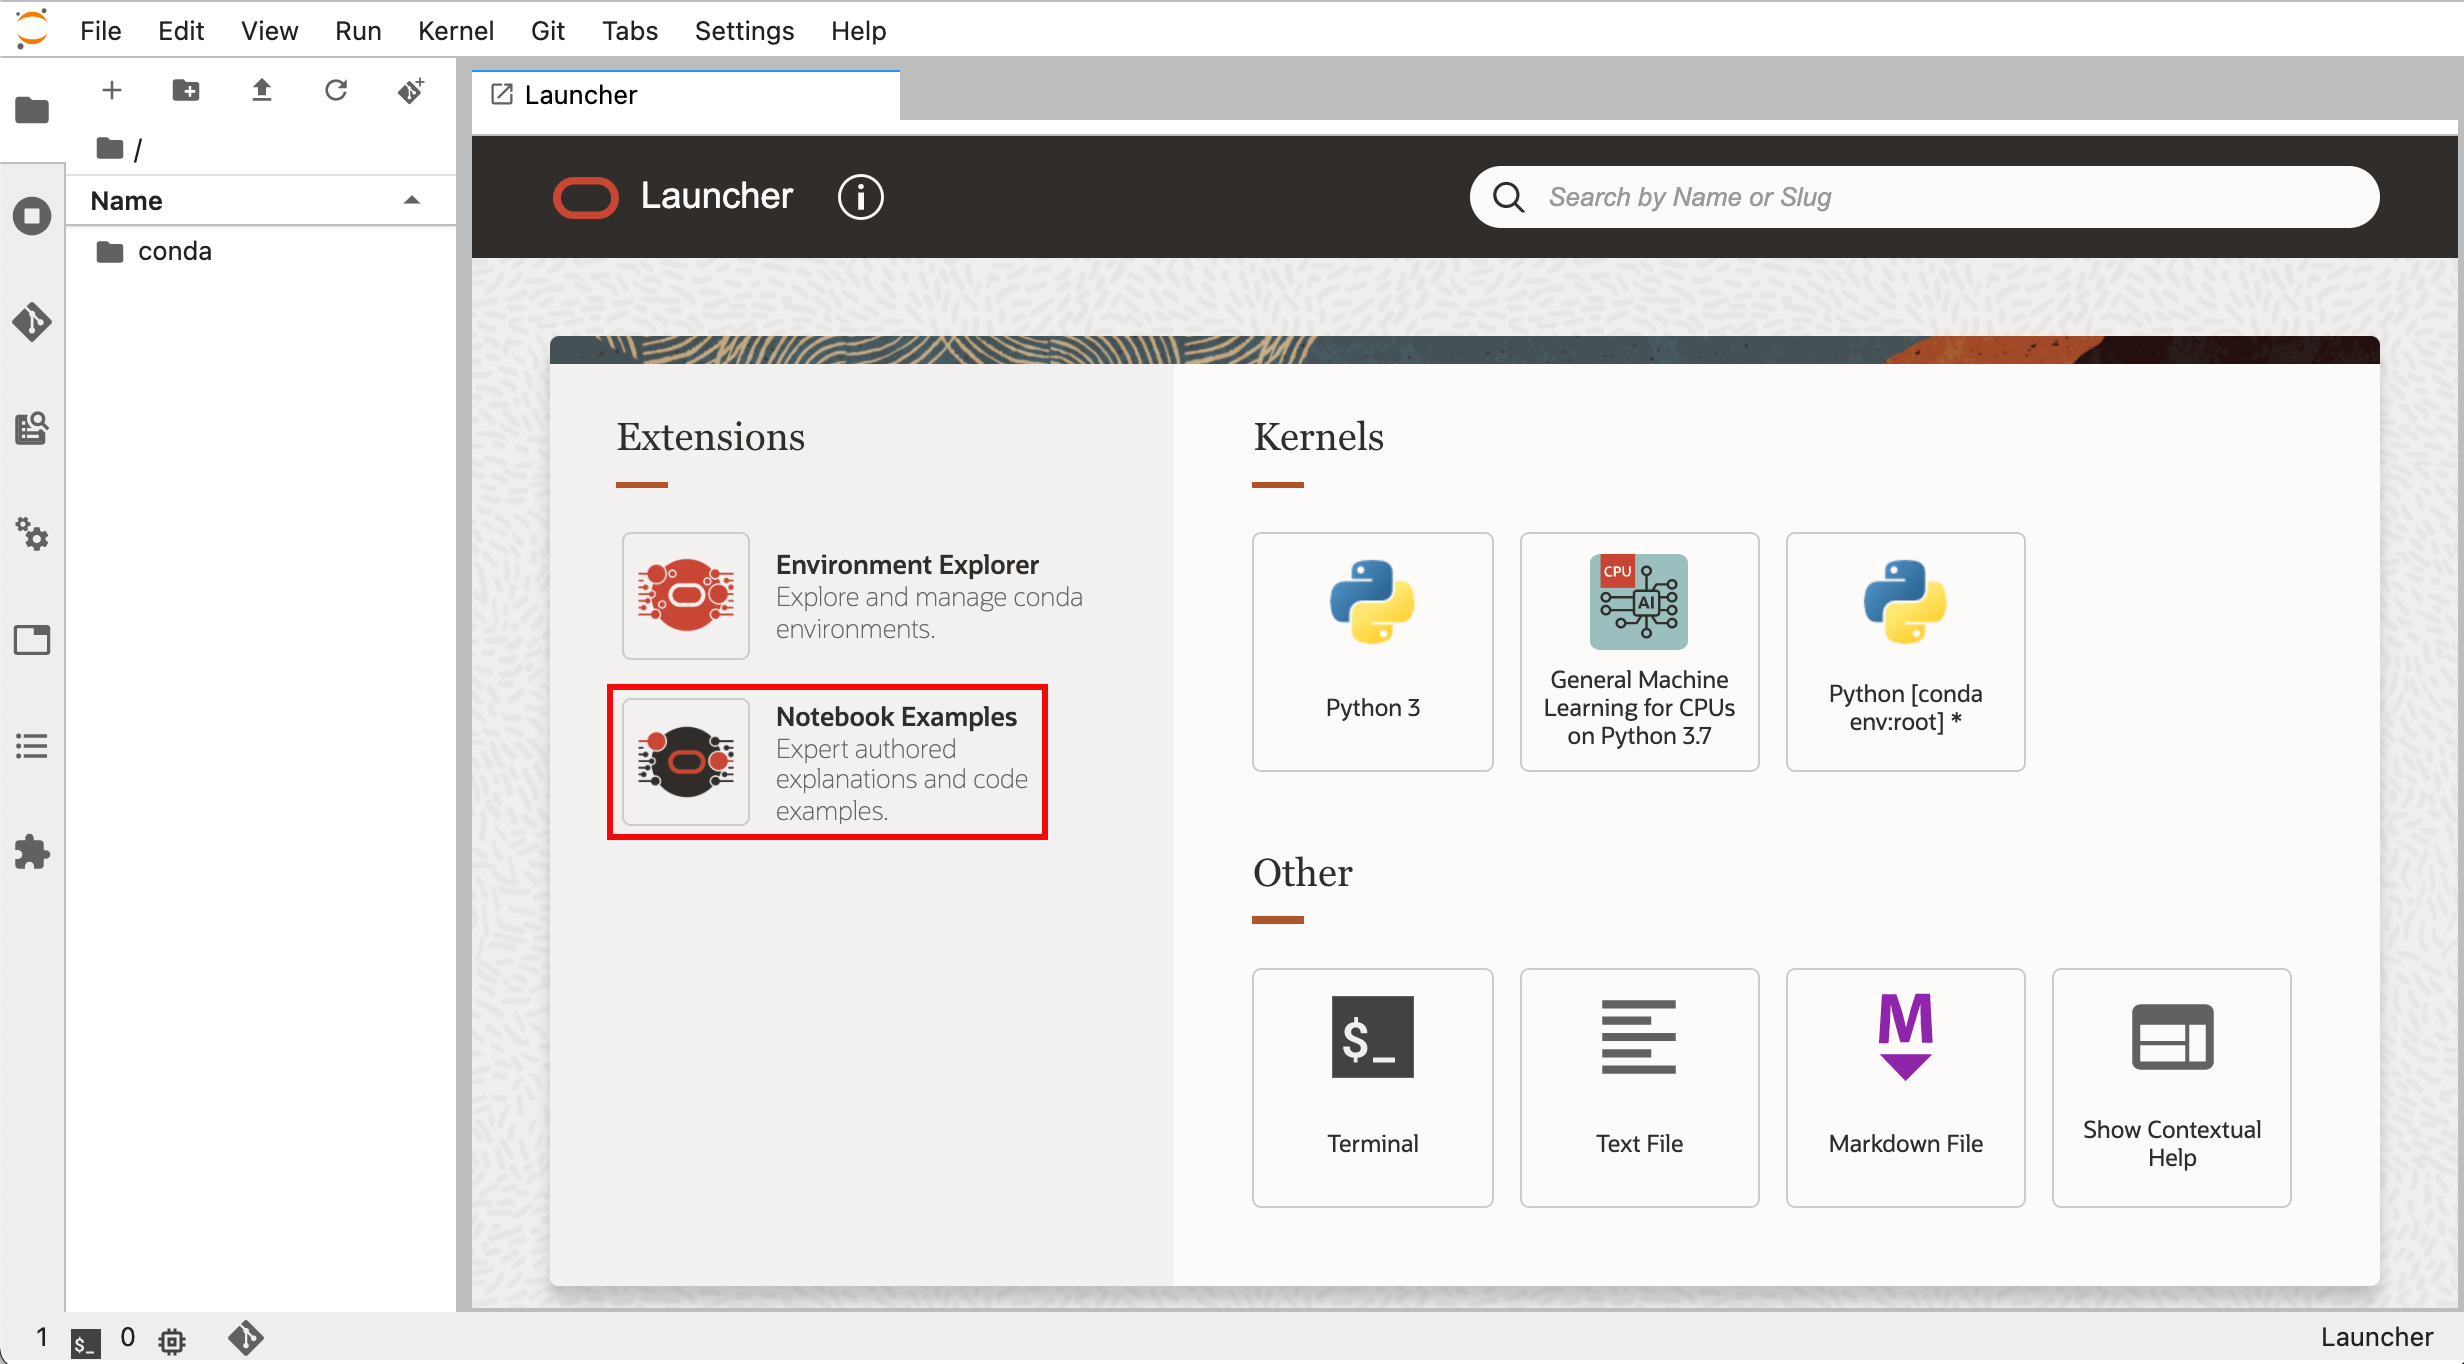 File Edit View Run Kernel Git Tabs Settings Help
/
Name
conda
Launcher
Launcher
Search by Name or Slug
Extensions
Environment Explorer
Explore and manage conda
environments.
Notebook Examples
Expert authored
explanations and code
examples.
Kernels
Python 3
CPU
AI
General Machine
Learning for CPUs
on Python 3.7
Python [conda
env:root] *
Other
$_
Terminal
Text File
M
Markdown File
Show Contextual
Help
1 $_ 0
Launcher